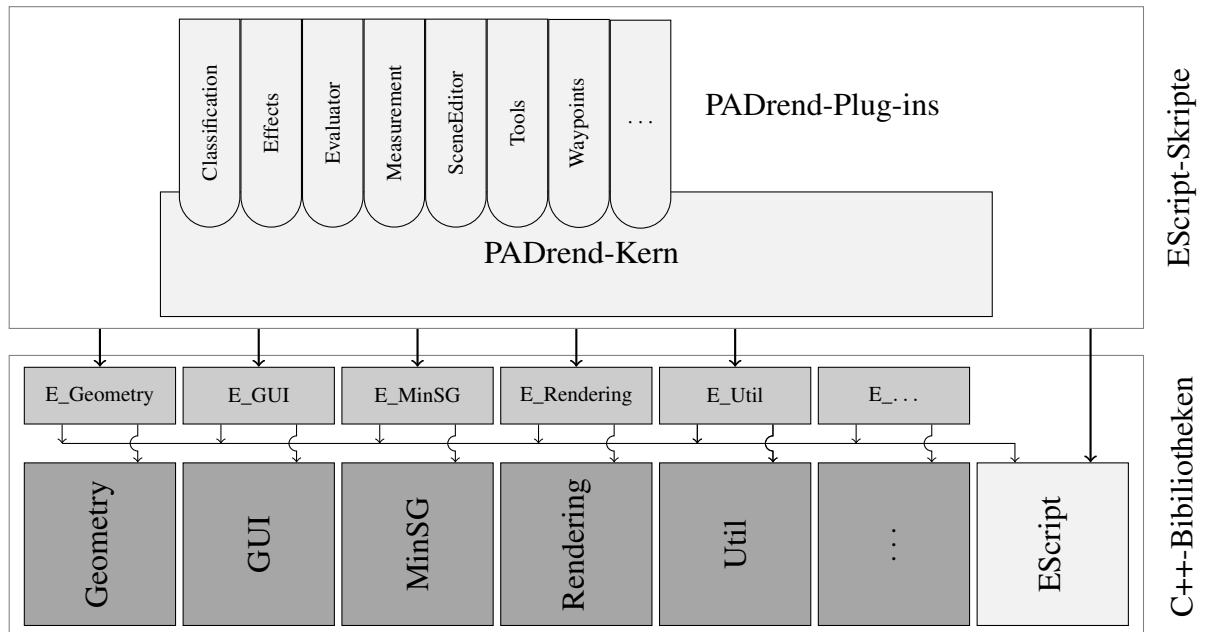 Classification
Effects
Evaluator
Measurement
SceneEditor
Tools
Waypoints
. . .
PADrend-Plug-ins
PADrend-Kern
EScript-Skripte
E_Geometry
E_GUI
E_MinSG
E_Rendering
E_Util
E_. . .
Geometry
GUI
MinSG
Rendering
Util
. . .
EScript
C++-Bibiliotheken